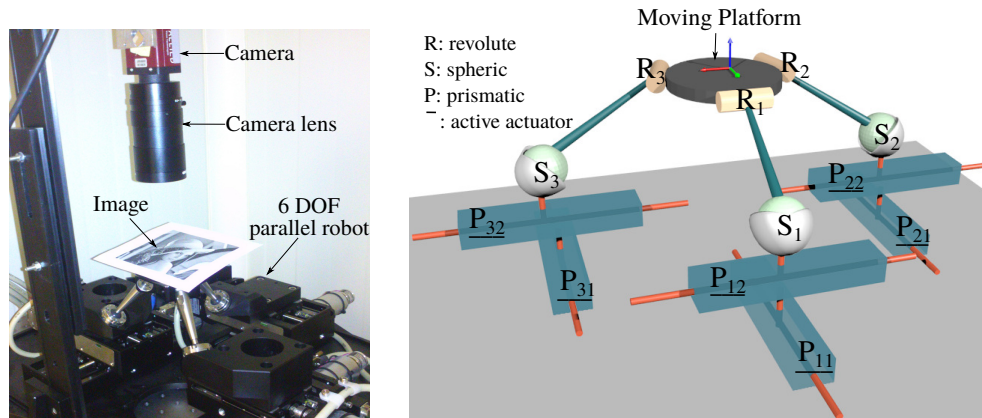 Camera
Camera lens
Image
6 DOF
parallel robot
Moving Platform
R: revolute
S: spheric
P: prismatic
‾: active actuator
R₃
R₂
R₁
S₃
S₂
S₁
P₃₂
P₂₂
P₂₁
P₃₁
P₁₂
P₁₁